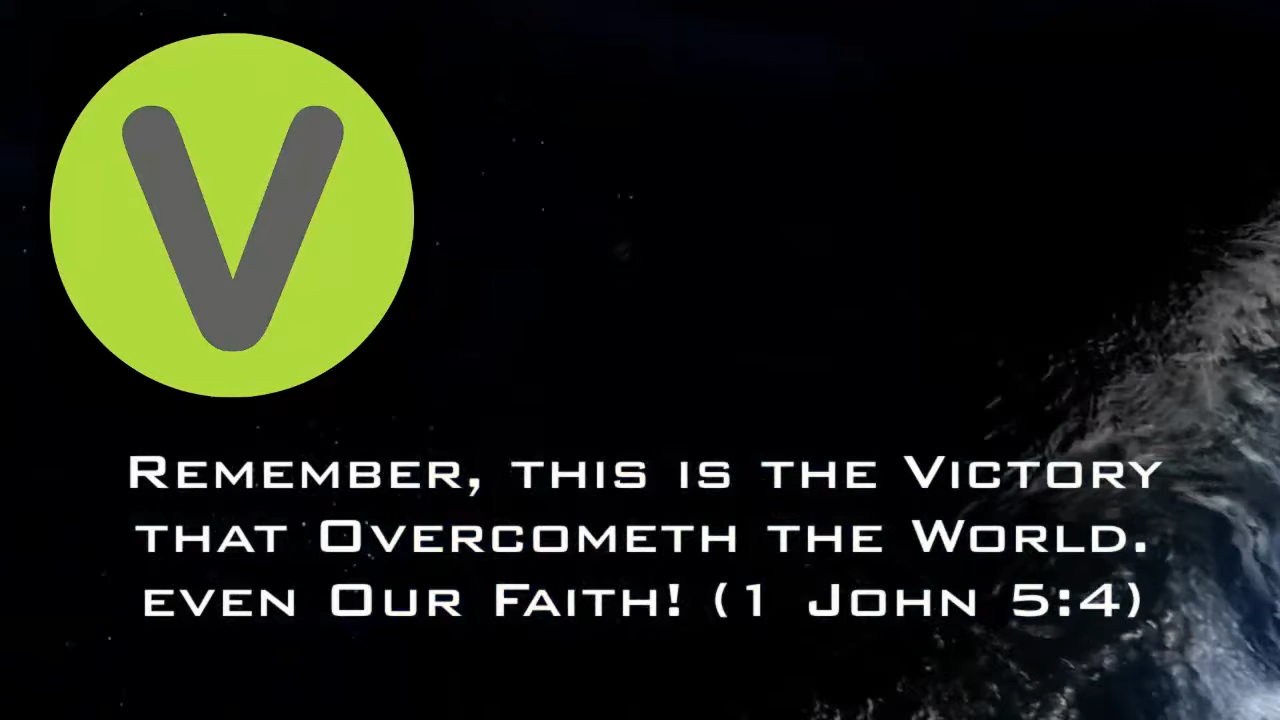 V
Remember, this is the Victory
that Overcometh the World.
even Our Faith! (1 John 5:4)